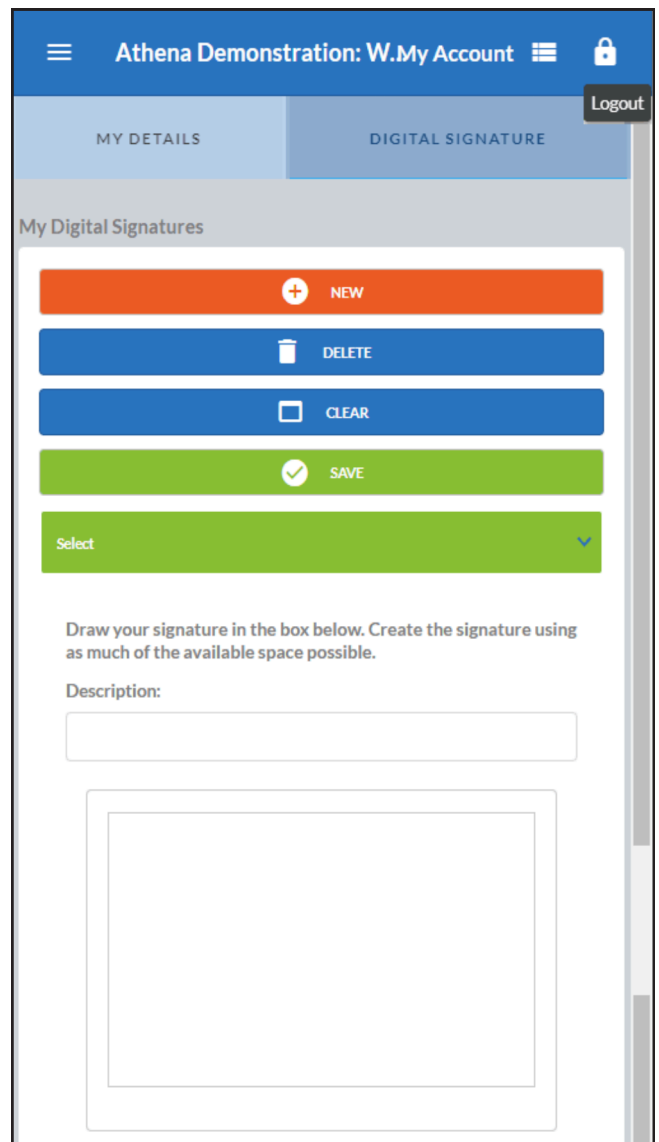 Athena Demonstration: W..My Account
Logout
MY DETAILS
DIGITAL SIGNATURE
My Digital Signatures
NEW
DELETE
CLEAR
SAVE
Select
Draw your signature in the box below. Create the signature using
as much of the available space possible.
Description: